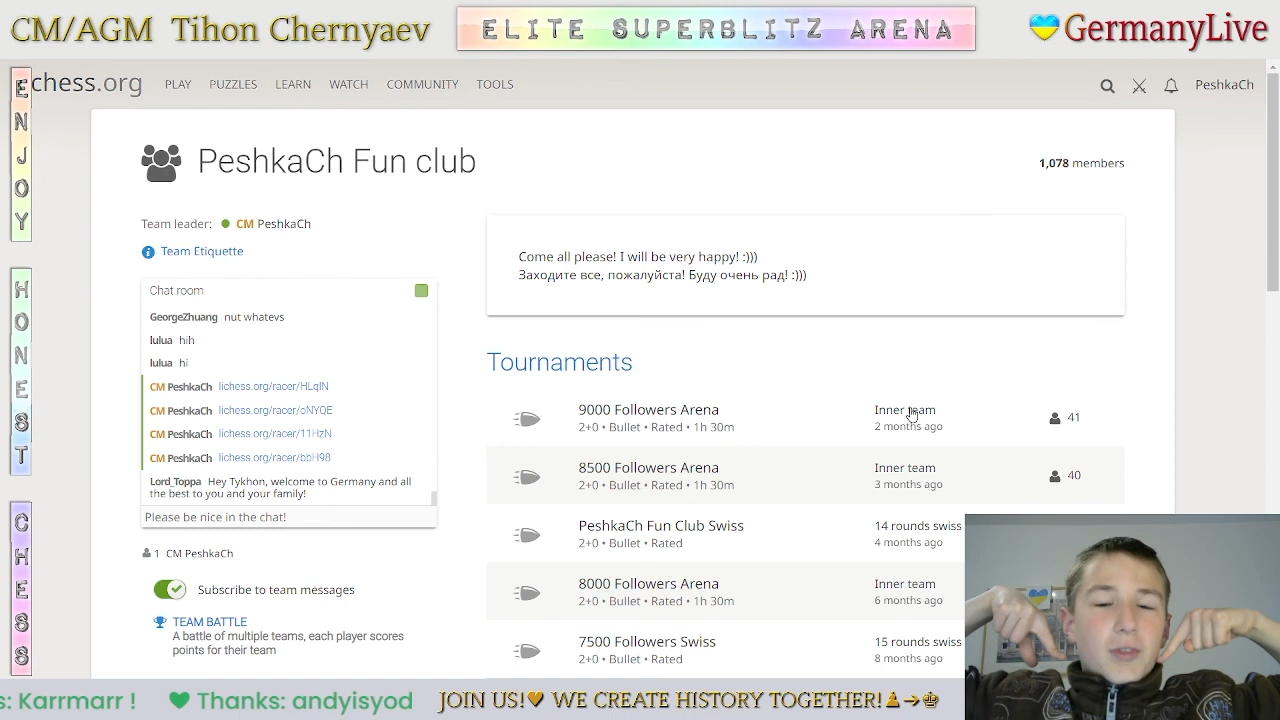 CM/AGM Tihon Chernyaev
ELITE SUPERBLITZ ARENA
GermanyLive
chess.org
PLAY PUZZLES LEARN WATCH COMMUNITY TOOLS
PeshkaCh
ENJOY
HONEST
CHESS
PeshkaCh Fun club
1,078 members
Team leader: CM PeshkaCh
Team Etiquette
Chat room
GeorgeZhuang nut whatevs
lulua hih
lulua hi
CM PeshkaCh lichess.org/racer/HLqIN
CM PeshkaCh lichess.org/racer/oNYQE
CM PeshkaCh lichess.org/racer/11HzN
CM PeshkaCh lichess.org/racer/bbH98
Lord_Toppa Hey Tykhon, welcome to Germany and all
the best to you and your family!
Please be nice in the chat!
1 CM PeshkaCh
Subscribe to team messages
TEAM BATTLE
A battle of multiple teams, each player scores
points for their team
Come all please! I will be very happy! :)))
Заходите все, пожалуйста! Буду очень рад! :)))
Tournaments
9000 Followers Arena Inner team 41
2+0 • Bullet • Rated • 1h 30m 2 months ago
8500 Followers Arena Inner team 40
2+0 • Bullet • Rated • 1h 30m 3 months ago
PeshkaCh Fun Club Swiss 14 rounds swiss
2+0 • Bullet • Rated 4 months ago
8000 Followers Arena Inner team
2+0 • Bullet • Rated • 1h 30m 6 months ago
7500 Followers Swiss 15 rounds swiss
2+0 • Bullet • Rated 8 months ago
s: Karrmarr ! Thanks: andyisyod JOIN US! WE CREATE HISTORY TOGETHER!